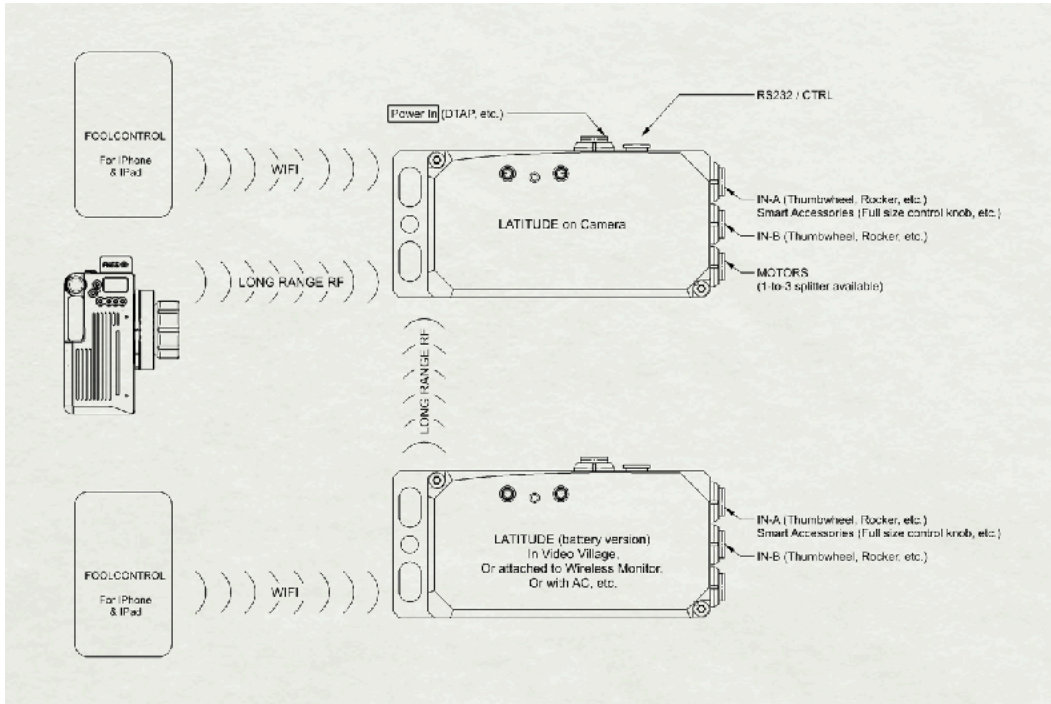 FOOLCONTROL
For iPhone
& IPad
WIFI
Power In (DTAP, etc.)
RS232 / CTRL
LATITUDE on Camera
IN-A (Thumbwheel, Rocker, etc.)
Smart Accessories (Full size control knob, etc.)
IN-B (Thumbwheel, Rocker, etc.)
MOTORS
(1-to-3 splitter available)
LONG RANGE RF
LONG RANGE RF
FOOLCONTROL
For IPhone
& IPad
WIFI
LATITUDE (battery version)
In Video Village,
Or attached to Wireless Monitor,
Or with AC, etc.
IN-A (Thumbwheel, Rocker, etc.)
Smart Accessories (Full size control knob, etc.)
IN-B (Thumbwheel, Rocker, etc.)